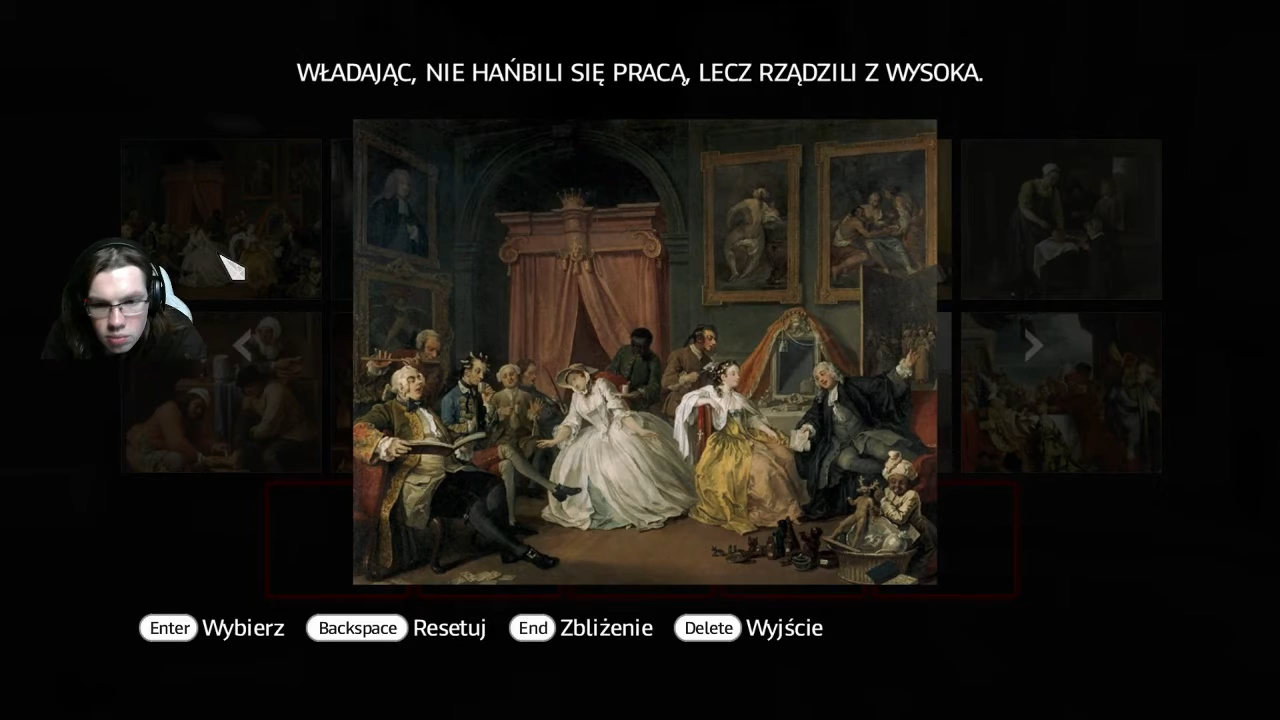 WŁADAJĄC, NIE HAŃBILI SIĘ PRACĄ, LECZ RZĄDZILI Z WYSOKA.
Enter Wybierz Backspace Resetuj End Zbliżenie Delete Wyjście